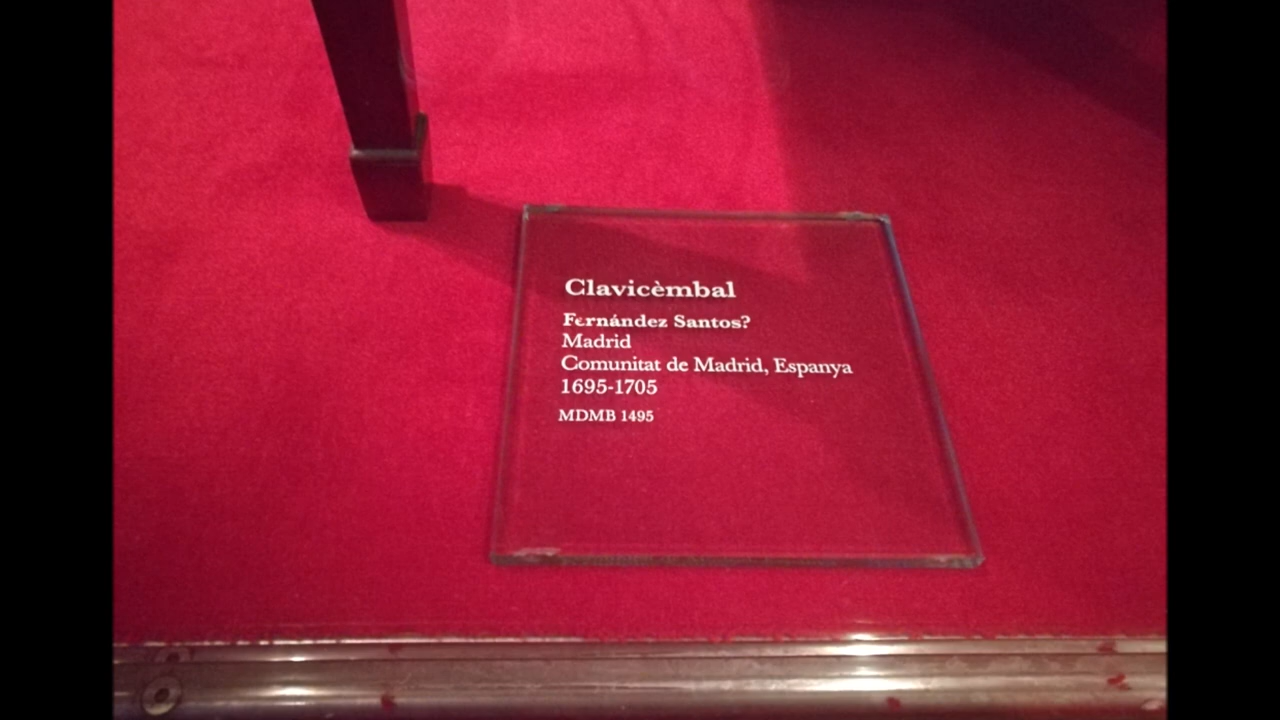 Clavicèmbal
Fernández Santos?
Madrid
Comunitat de Madrid, Espanya
1695-1705
MDMB 1495